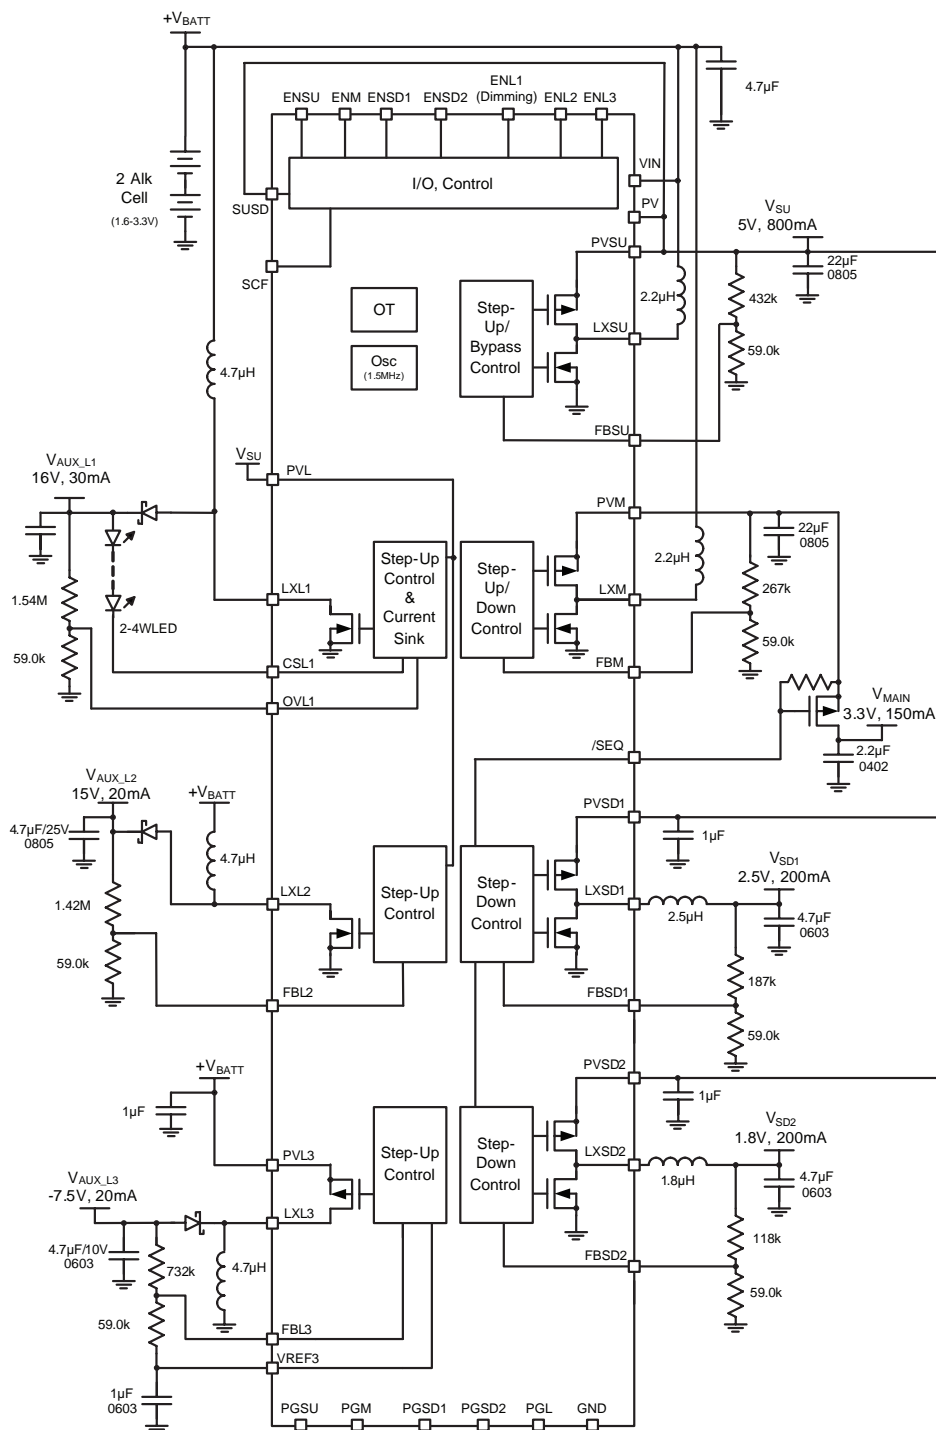 +VBATT
4.7µF
ENSU ENM ENSD1 ENSD2 ENL1 ENL2 ENL3
(Dimming)
I/O, Control
VIN
PV
SUSD
SCF
2 Alk
Cell
(1.6-3.3V)
PVSU
VSU
5V, 800mA
22µF
0805
432k
59.0k
2.2µH
LXSU
FBSU
Step-
Up/
Bypass
Control
OT
Osc
(1.5MHz)
4.7µH
VSU
PVL
VAUX_L1
16V, 30mA
1.54M
59.0k
2-4WLED
LXL1
CSL1
OVL1
Step-Up
Control
&
Current
Sink
Step-
Up/
Down
Control
PVM
22µF
0805
2.2µH
LXM
267k
59.0k
FBM
VMAIN
3.3V, 150mA
2.2µF
0402
/SEQ
VAUX_L2
15V, 20mA
+VBATT
4.7µF/25V
0805
4.7µH
1.42M
59.0k
LXL2
FBL2
Step-Up
Control
Step-
Down
Control
PVSD1
1µF
LXSD1
2.5µH
VSD1
2.5V, 200mA
4.7µF
0603
187k
59.0k
FBSD1
+VBATT
1µF
PVL3
VAUX_L3
-7.5V, 20mA
LXL3
4.7µF/10V
0603
732k
4.7µH
59.0k
FBL3
VREF3
1µF
0603
Step-Up
Control
Step-
Down
Control
PVSD2
1µF
LXSD2
1.8µH
VSD2
1.8V, 200mA
4.7µF
0603
118k
59.0k
FBSD2
PGSU PGM PGSD1 PGSD2 PGL GND